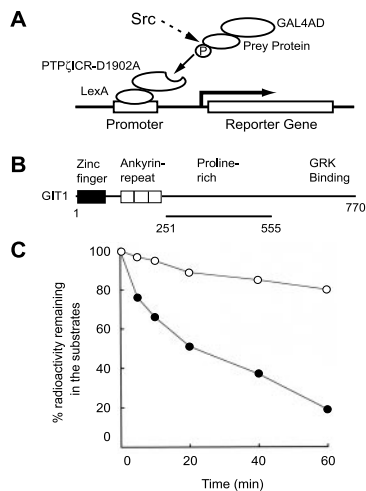 A
Src
GAL4AD
P
Prey Protein
PTPζICR-D1902A
LexA
Promoter
Reporter Gene
B
Zinc finger
Ankyrin-repeat
Proline-rich
GRK Binding
GIT1
1
770
251
555
C
% radioactivity remaining
in the substrates
100
80
60
40
20
0
0
20
40
60
Time (min)